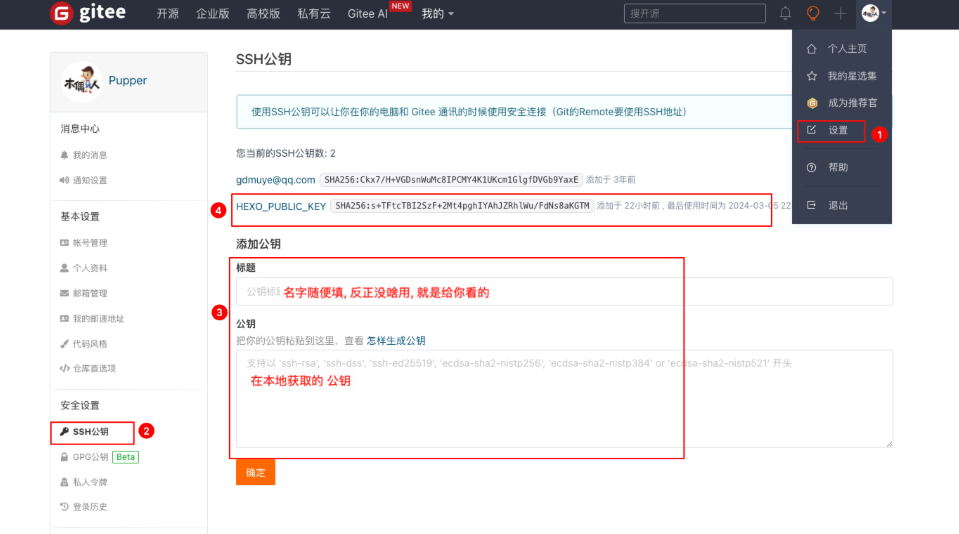 gitee 开源 企业版 高校版 私有云 Gitee AI NEW 我的 搜开源
个人主页
我的星选集
成为推荐官
设置 1
帮助
退出
木偶人 Pupper
消息中心
我的消息
通知设置
基本设置
帐号管理
个人资料
邮箱管理
我的邮递地址
代码风格
仓库首选项
安全设置
SSH公钥 2
GPG公钥 Beta
私人令牌
登录历史
SSH公钥
使用SSH公钥可以让你在你的电脑和 Gitee 通讯的时候使用安全连接（Git的Remote要使用SSH地址）
您当前的SSH公钥数: 2
gdmuye@qq.com SHA256:Ckx7/H+VGDsnWuMc8IPCMY4K1UKcm1GlgfDVGb9YaxE 添加于 3年前
4 HEXO_PUBLIC_KEY SHA256:s+TFtcTBI2SzF+2Mt4pghIYAhJZRhlWu/FdNs8aKGTM 添加于 22小时前 , 最后使用时间为 2024-03-05 22
添加公钥
标题
公钥标题 名字随便填, 反正没啥用, 就是给你看的
3
公钥
把你的公钥粘贴到这里，查看 怎样生成公钥
支持以 'ssh-rsa', 'ssh-dss', 'ssh-ed25519', 'ecdsa-sha2-nistp256', 'ecdsa-sha2-nistp384' or 'ecdsa-sha2-nistp521' 开头
在本地获取的 公钥
确定